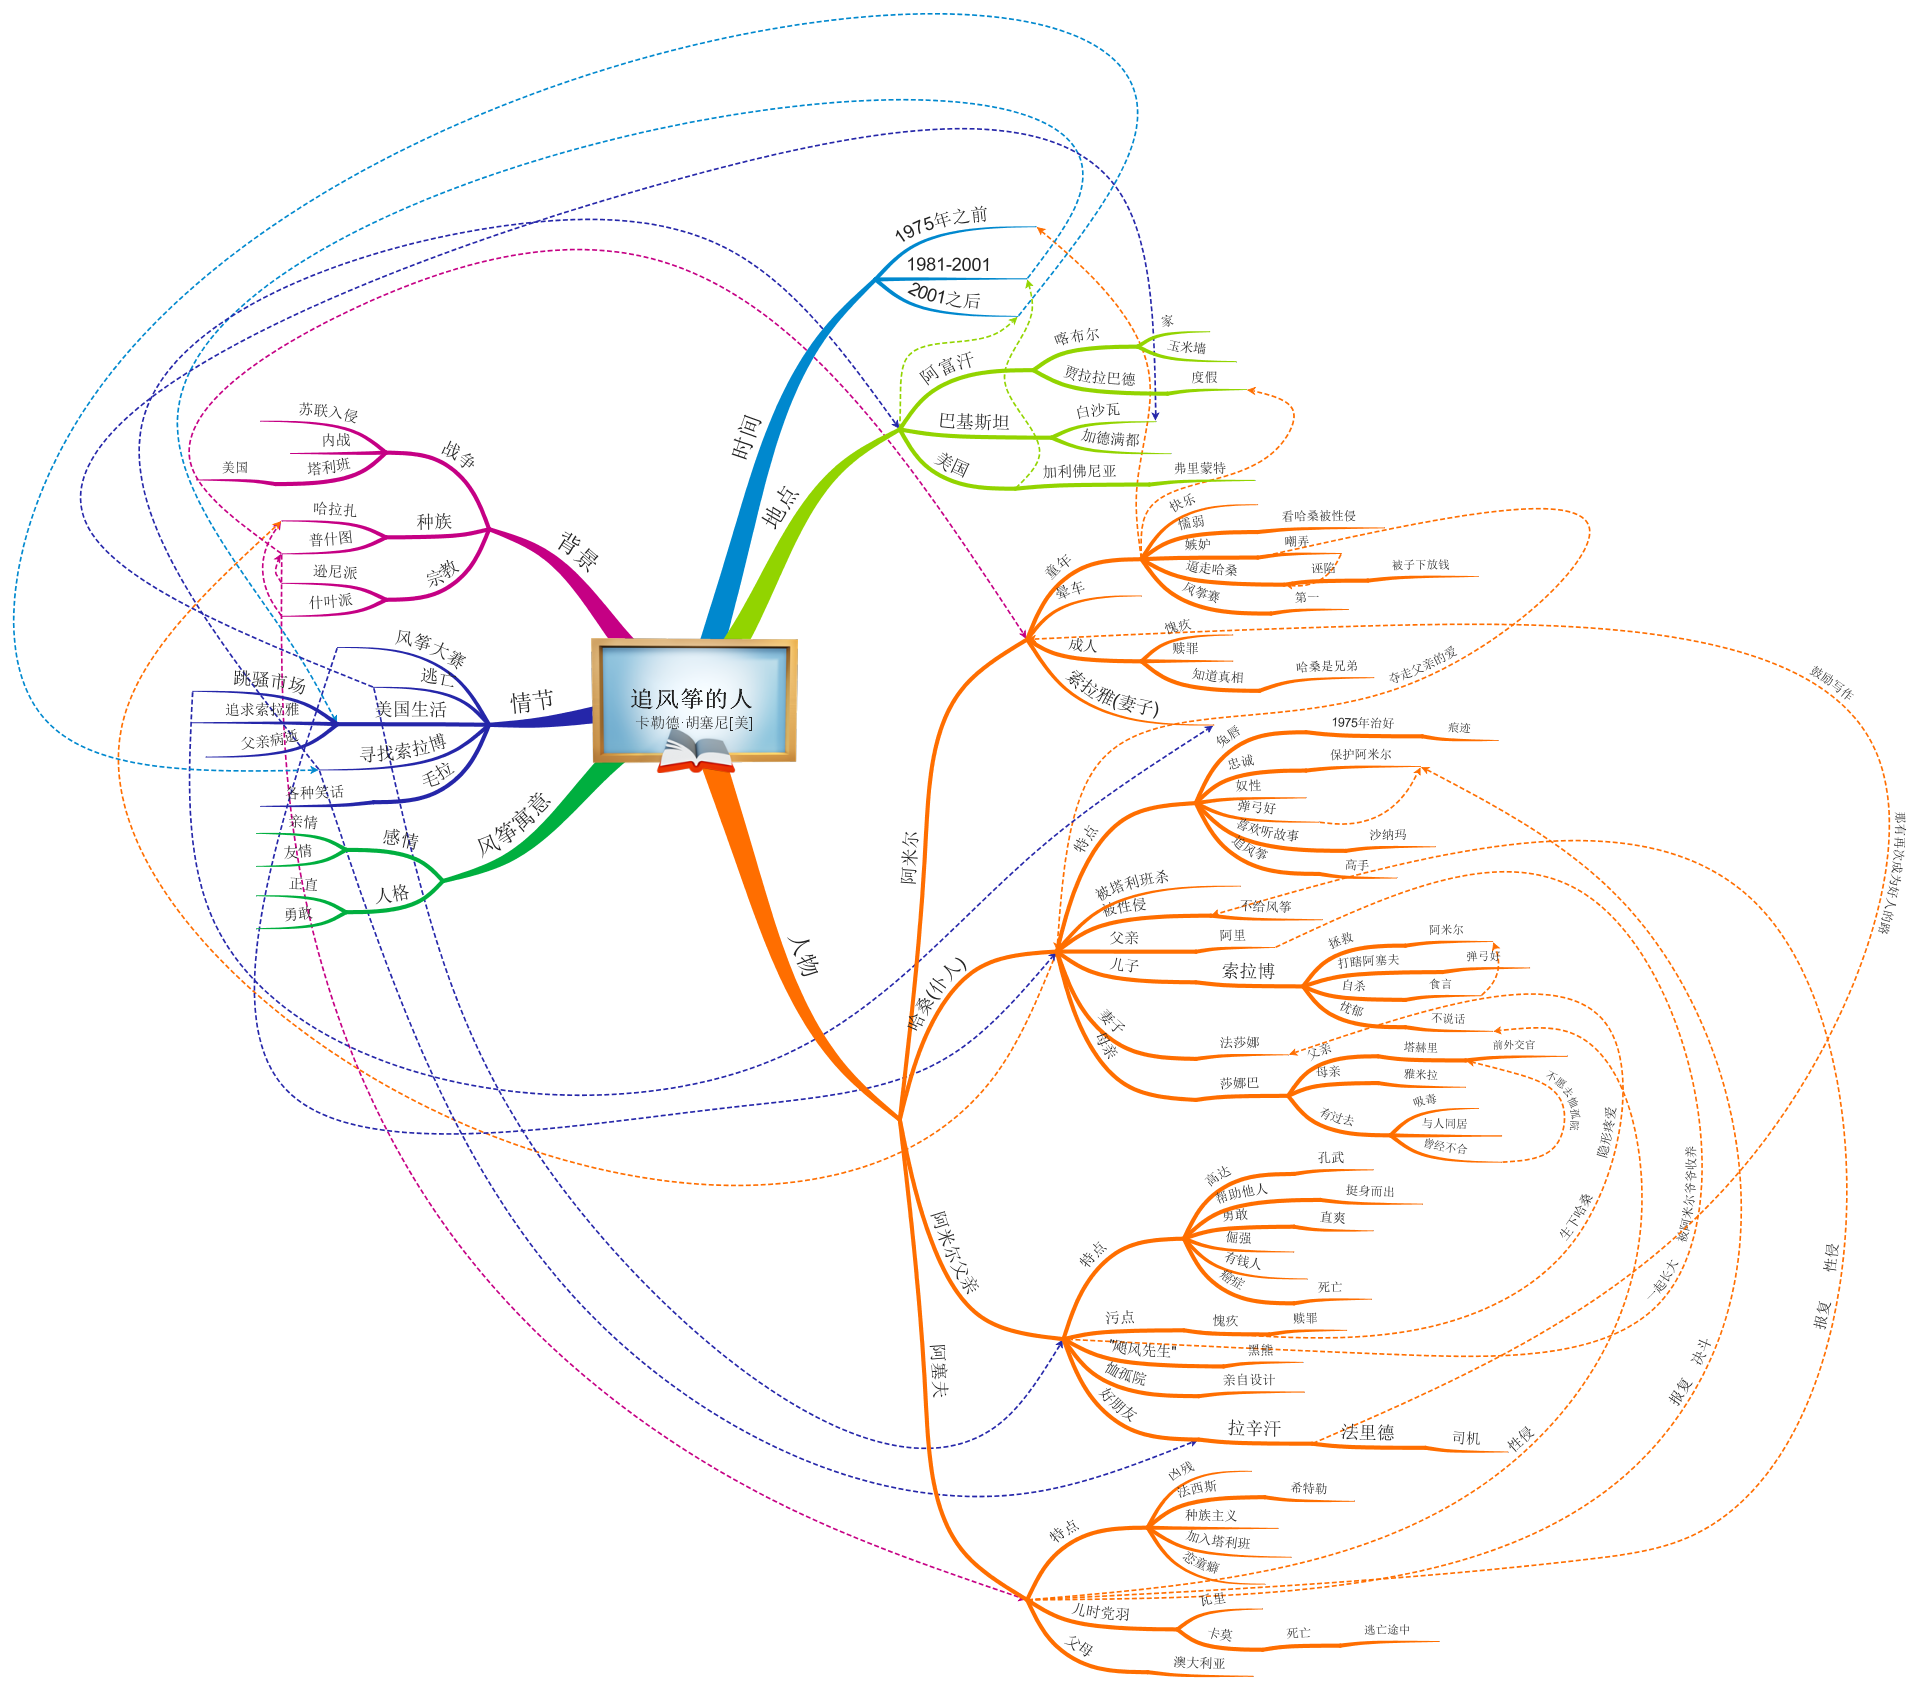 追风筝的人
卡勒德·胡塞尼[美]
时间
1975年之前
1981-2001
2001之后
地点
阿富汗
喀布尔
家
玉米墙
贾拉拉巴德
度假
巴基斯坦
白沙瓦
加德满都
美国
加利佛尼亚
弗里蒙特
人物
阿米尔
童年
快乐
懦弱
看哈桑被性侵
嫉妒
嘲弄
逼走哈桑
诬陷
被子下放钱
风筝赛
第一
晕车
成人
愧疚
赎罪
知道真相
哈桑是兄弟
索拉雅(妻子)
哈桑(仆人)
特点
兔唇
1975年治好
痕迹
忠诚
保护阿米尔
奴性
弹弓好
喜欢听故事
沙纳玛
追风筝
高手
被塔利班杀
被性侵
不给风筝
父亲
阿里
儿子
索拉博
拯救
阿米尔
打瞎阿塞夫
弹弓好
自杀
食言
忧郁
不说话
妻子
法莎娜
母亲
莎娜巴
父亲
塔赫里
前外交官
母亲
雅米拉
有过去
吸毒
与人同居
曾经不合
阿米尔父亲
特点
高达
孔武
帮助他人
挺身而出
勇敢
直爽
倔强
有钱人
癌症
死亡
污点
愧疚
赎罪
"飓风先生"
黑熊
恤孤院
亲自设计
好朋友
拉辛汗
法里德
司机
阿塞夫
特点
凶残
法西斯
希特勒
种族主义
加入塔利班
恋童癖
儿时党羽
瓦里
卡莫
死亡
逃亡途中
父母
澳大利亚
夺走父亲的爱
鼓励写作
那有再次成为好人的路
不愿去恤孤院
隐形疼爱
生下哈桑
被阿米尔爷爷收养
一起长大
性侵
报复
决斗
报复
性侵
背景
战争
苏联入侵
内战
塔利班
美国
种族
哈拉扎
普什图
宗教
逊尼派
什叶派
情节
风筝大赛
逃亡
美国生活
跳骚市场
追求索拉雅
父亲病逝
寻找索拉博
毛拉
各种笑话
风筝寓意
感情
亲情
友情
人格
正直
勇敢